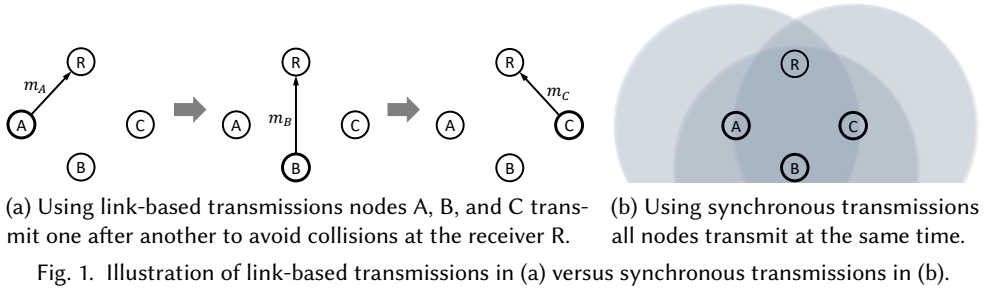 R
m_A
A
C
B
R
m_B
A
C
B
R
m_C
A
C
B
R
A
C
B
(a) Using link-based transmissions nodes A, B, and C trans-
mit one after another to avoid collisions at the receiver R.
(b) Using synchronous transmissions
all nodes transmit at the same time.
Fig. 1. Illustration of link-based transmissions in (a) versus synchronous transmissions in (b).